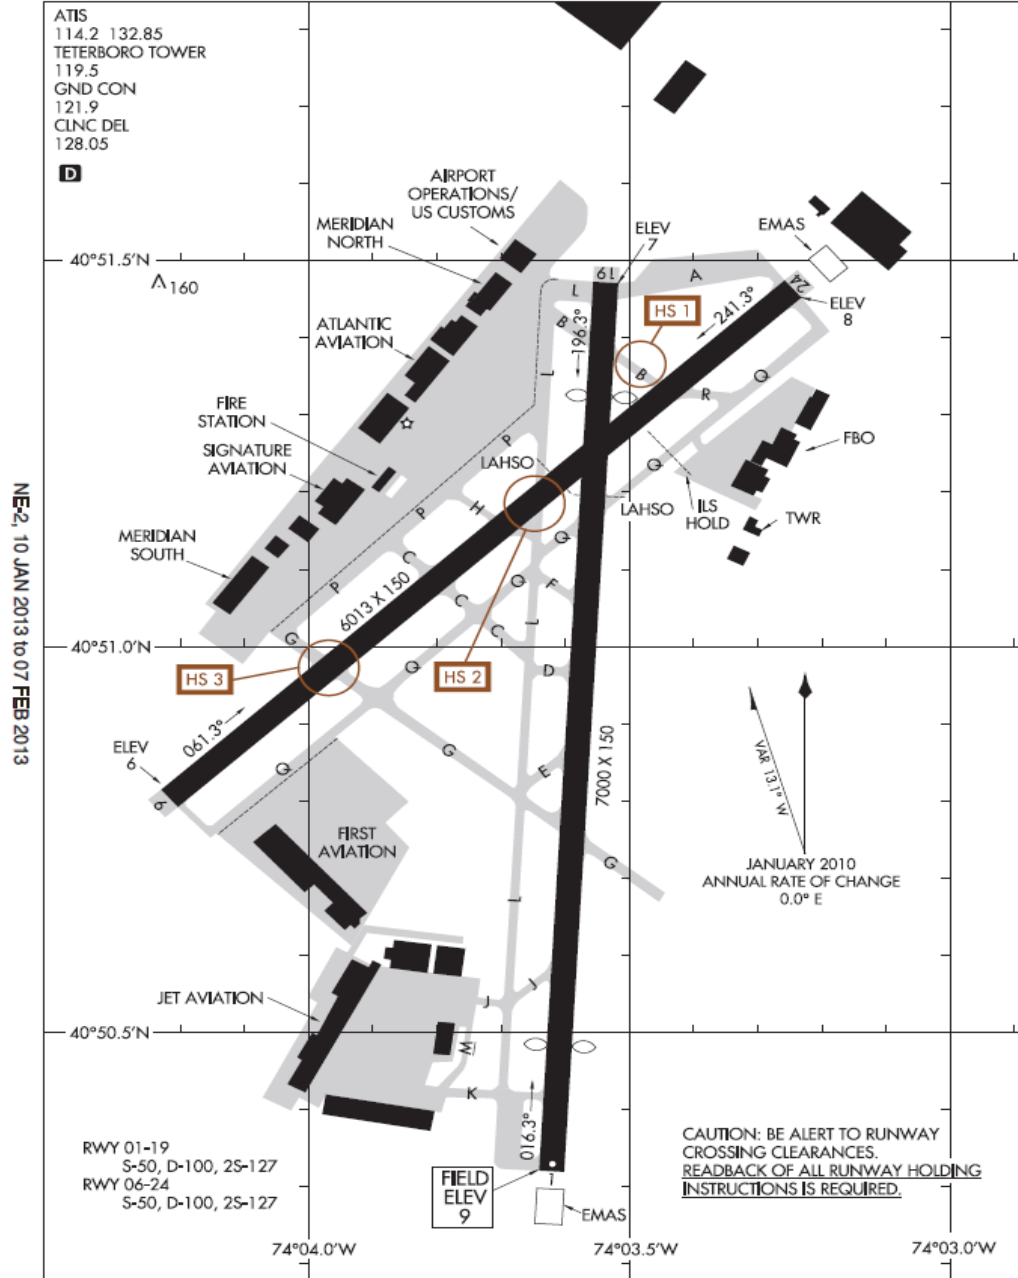 ATIS
114.2 132.85
TETERBORO TOWER
119.5
GND CON
121.9
CLNC DEL
128.05
D
AIRPORT
OPERATIONS/
US CUSTOMS
MERIDIAN
NORTH
ELEV
7
EMAS
40°51.5'N
160
19
A
24
ELEV
8
L
HS 1
241.3°
B
196.3°
ATLANTIC
AVIATION
L
B
R
Q
FIRE
STATION
SIGNATURE
AVIATION
P
LAHSO
Q
FBO
H
P
LAHSO
ILS
HOLD
TWR
MERIDIAN
SOUTH
C
Q
P
6013 X 150
C
Q
F
L
C
40°51.0'N
G
HS 3
Q
HS 2
D
061.3°
ELEV
6
G
7000 X 150
VAR 13.1° W
Q
E
6
FIRST
AVIATION
G
JANUARY 2010
ANNUAL RATE OF CHANGE
0.0° E
L
JET AVIATION
J
J
40°50.5'N
M
K
016.3°
RWY 01-19
S-50, D-100, 2S-127
RWY 06-24
S-50, D-100, 2S-127
FIELD
ELEV
9
1
EMAS
CAUTION: BE ALERT TO RUNWAY
CROSSING CLEARANCES.
READBACK OF ALL RUNWAY HOLDING
INSTRUCTIONS IS REQUIRED.
74°04.0'W
74°03.5'W
74°03.0'W
NE-2, 10 JAN 2013 to 07 FEB 2013